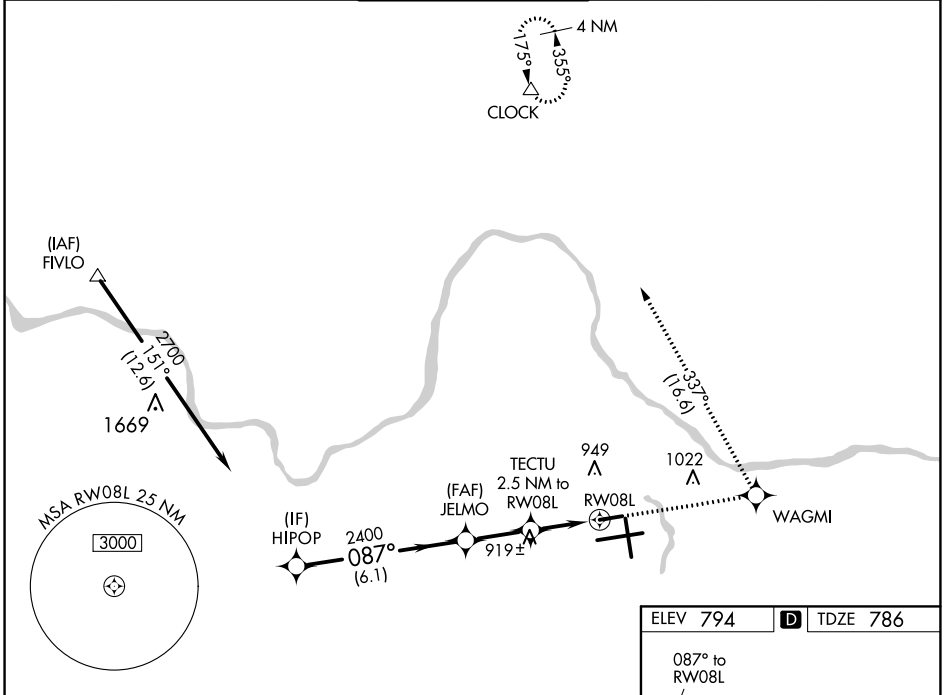 4 NM
175°
355°
CLOCK
(IAF)
FIVLO
2700
151°
(12.6)
1669
337°
(16.6)
949
1022
TECTU
2.5 NM to
RW08L
RW08L
(FAF)
JELMO
WAGMI
MSA RW08L 25 NM
3000
(IF)
HIPOP
2400
087°
(6.1)
919±
ELEV 794 D TDZE 786
087° to
RW08L